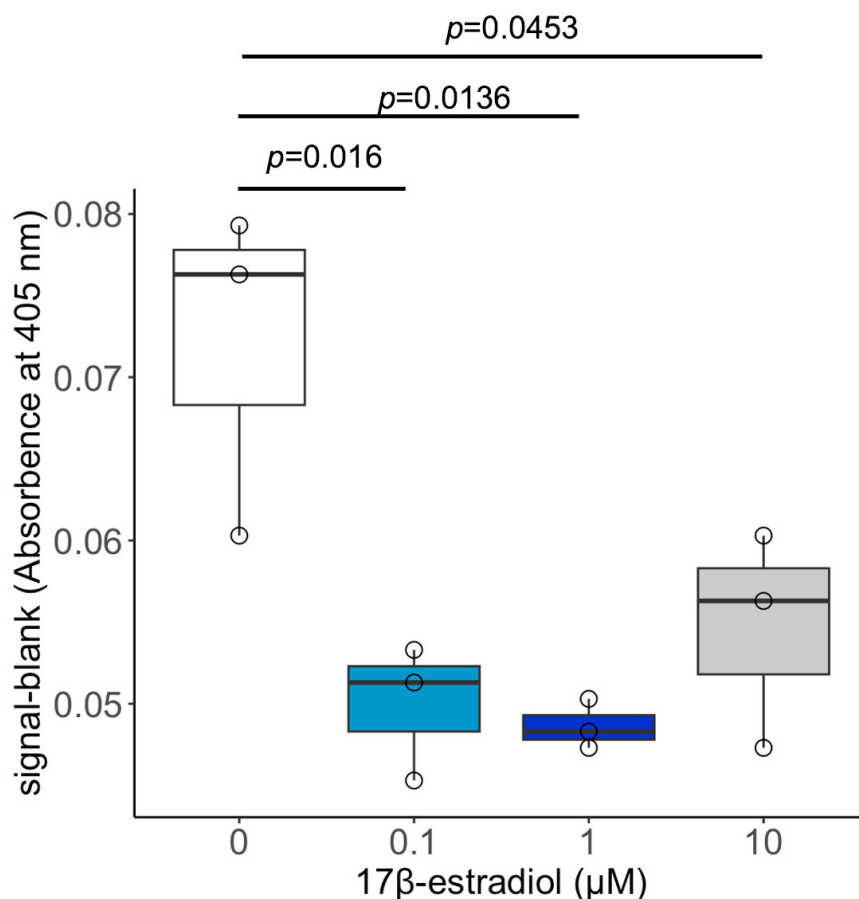 p=0.0453
p=0.0136
p=0.016
signal-blank (Absorbence at 405 nm)
0.08
0.07
0.06
0.05
0
0.1
1
10
17β-estradiol (μM)